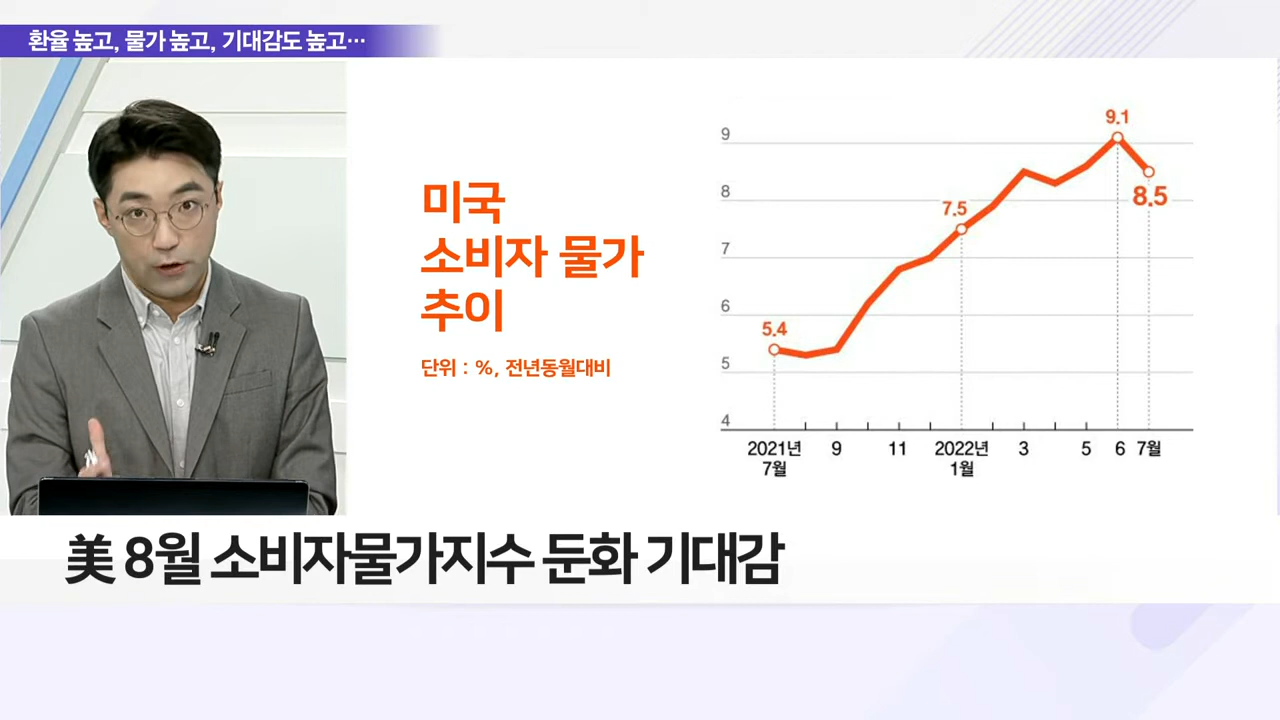 환율 높고, 물가 높고, 기대감도 높고…
미국
소비자 물가
추이
단위 : %, 전년동월대비
9
8
7
6
5
4
5.4
7.5
9.1
8.5
2021년 7월
9
11
2022년 1월
3
5
6
7월
美 8월 소비자물가지수 둔화 기대감